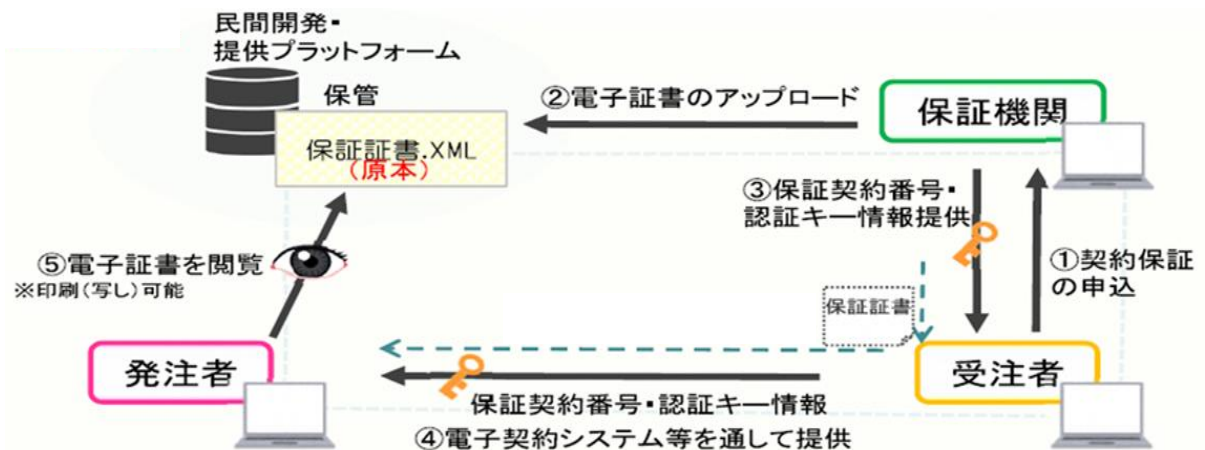 民間開発・
提供プラットフォーム
保管
保証証書.XML
(原本)
②電子証書のアップロード
保証機関
③保証契約番号・
認証キー情報提供
①契約保証
の申込
⑤電子証書を閲覧
※印刷(写し)可能
保証証書
発注者
受注者
保証契約番号・認証キー情報
④電子契約システム等を通して提供